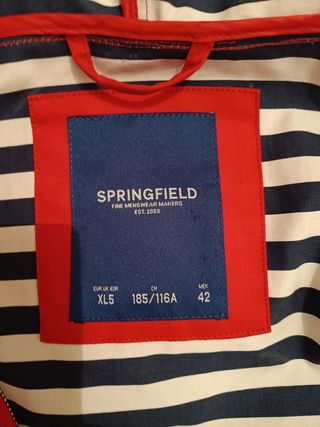 SPRINGFIELD
FINE MENSWEAR MAKERS
EST. 1988
EUR.UK.KOR CN MEX
XL5 185/116A 42